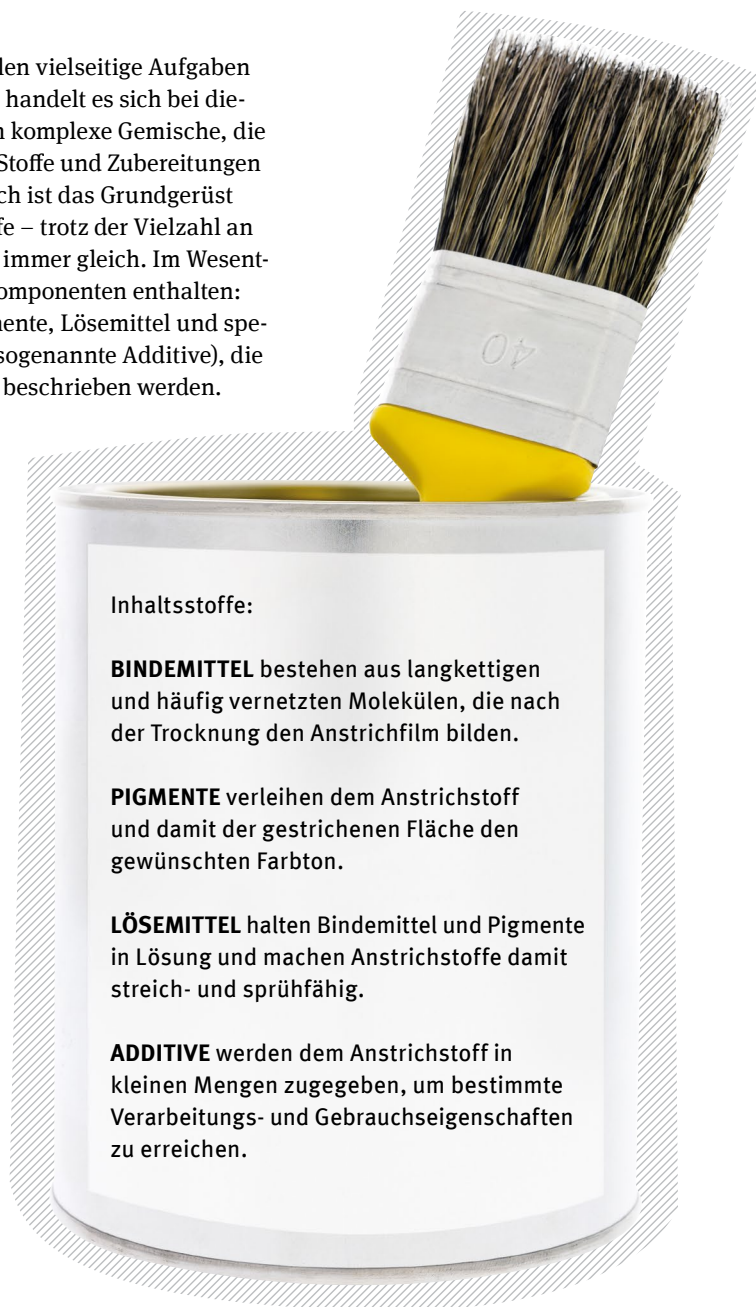 len vielseitige Aufgaben
handelt es sich bei die-
komplexe Gemische, die
Stoffe und Zubereitungen
ch ist das Grundgerüst
fe – trotz der Vielzahl an
immer gleich. Im Wesent-
omponenten enthalten:
ente, Lösemittel und spe-
sogenannte Additive), die
beschrieben werden.
40
Inhaltsstoffe:
BINDEMITTEL bestehen aus langkettigen
und häufig vernetzten Molekülen, die nach
der Trocknung den Anstrichfilm bilden.
PIGMENTE verleihen dem Anstrichstoff
und damit der gestrichenen Fläche den
gewünschten Farbton.
LÖSEMITTEL halten Bindemittel und Pigmente
in Lösung und machen Anstrichstoffe damit
streich- und sprühfähig.
ADDITIVE werden dem Anstrichstoff in
kleinen Mengen zugegeben, um bestimmte
Verarbeitungs- und Gebrauchseigenschaften
zu erreichen.